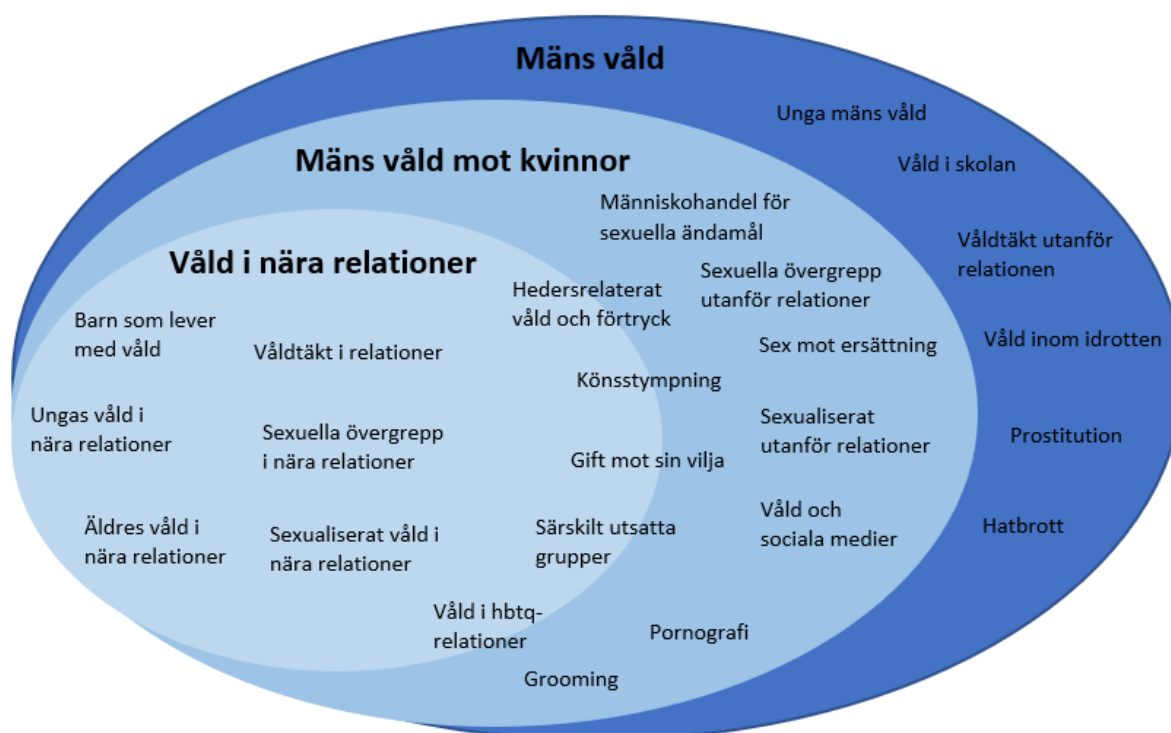 Mäns våld
Unga mäns våld
Våld i skolan
Våldtäkt utanför
relationen
Våld inom idrotten
Prostitution
Hatbrott
Mäns våld mot kvinnor
Människohandel för
sexuella ändamål
Sexuella övergrepp
utanför relationer
Hedersrelaterat
våld och förtryck
Sex mot ersättning
Könsstympning
Sexualiserat
utanför relationer
Gift mot sin vilja
Våld och
sociala medier
Särskilt utsatta
grupper
Våld i hbtq-
relationer
Pornografi
Grooming
Våld i nära relationer
Barn som lever
med våld
Våldtäkt i relationer
Ungas våld i
nära relationer
Sexuella övergrepp
i nära relationer
Äldres våld i
nära relationer
Sexualiserat våld i
nära relationer